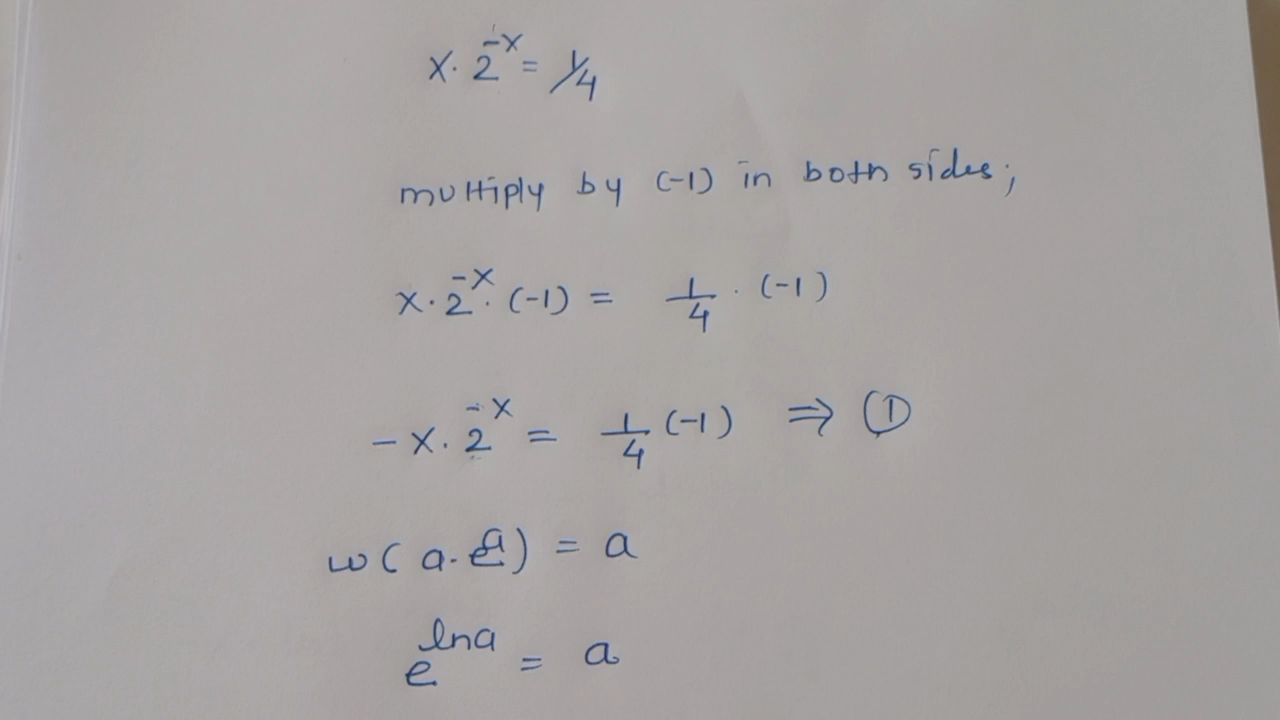 x · 2^{-x} = 1/4
multiply by (-1) in both sides;
x · 2^{-x} · (-1) = 1/4 · (-1)
-x · 2^{-x} = 1/4 (-1) ⇒ ①
w(a · e^{a}) = a
e^{lna} = a